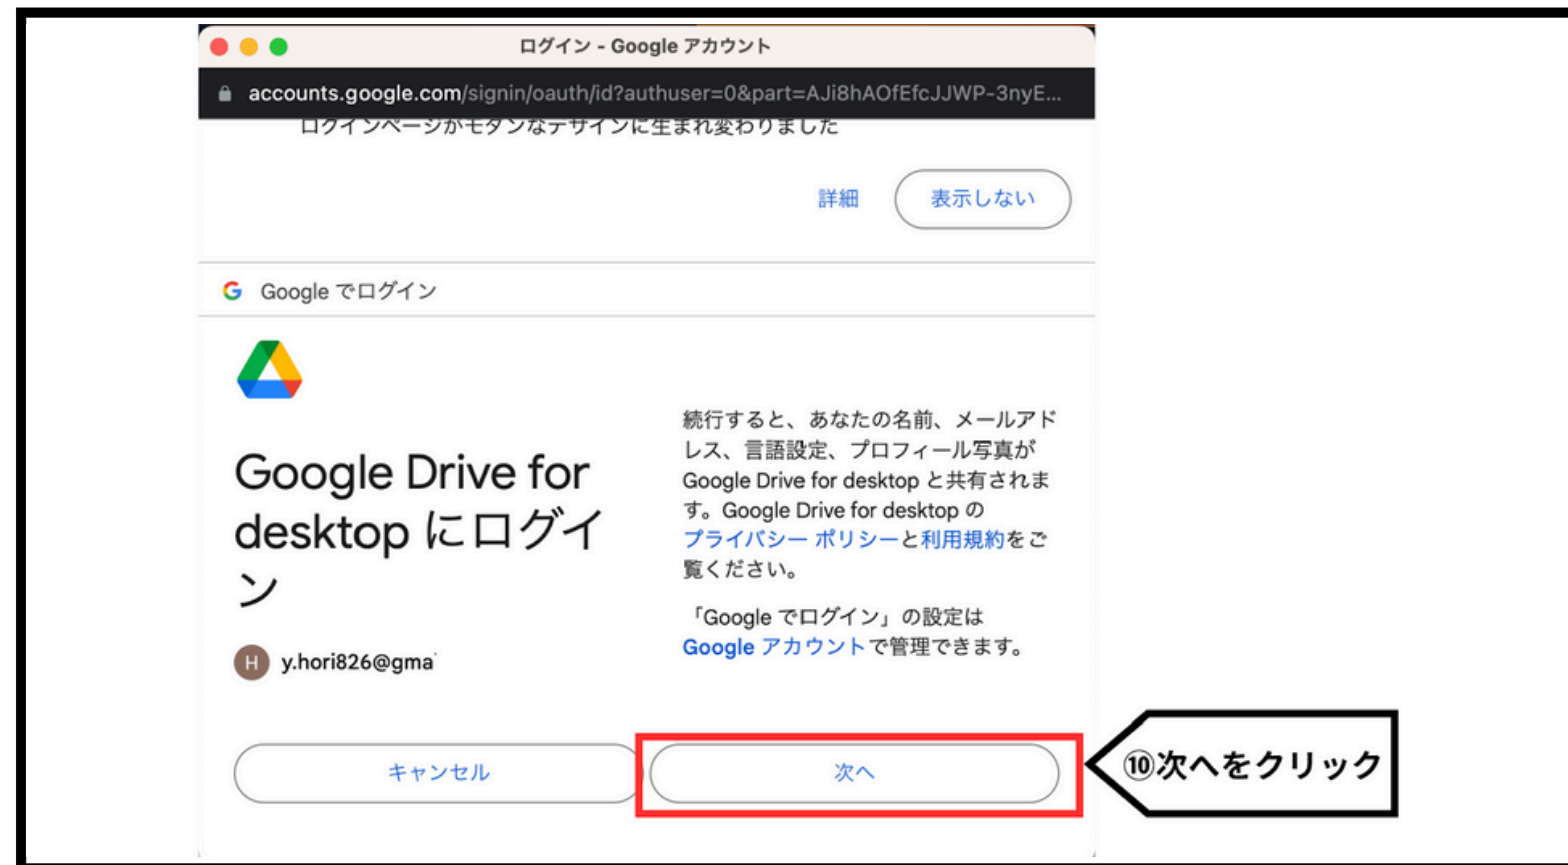 ログイン - Google アカウント
accounts.google.com/signin/oauth/id?authuser=0&part=AJi8hAOfEfcJJWP-3nyE...
ログインページがモダンなデザインに生まれ変わりました
詳細
表示しない
G Google でログイン
Google Drive for
desktop にログイ
ン
H y.hori826@gma
続行すると、あなたの名前、メールアド
レス、言語設定、プロフィール写真が
Google Drive for desktop と共有されま
す。Google Drive for desktop の
プライバシー ポリシーと利用規約をご
覧ください。
「Google でログイン」の設定は
Google アカウントで管理できます。
キャンセル
次へ
⑩次へをクリック